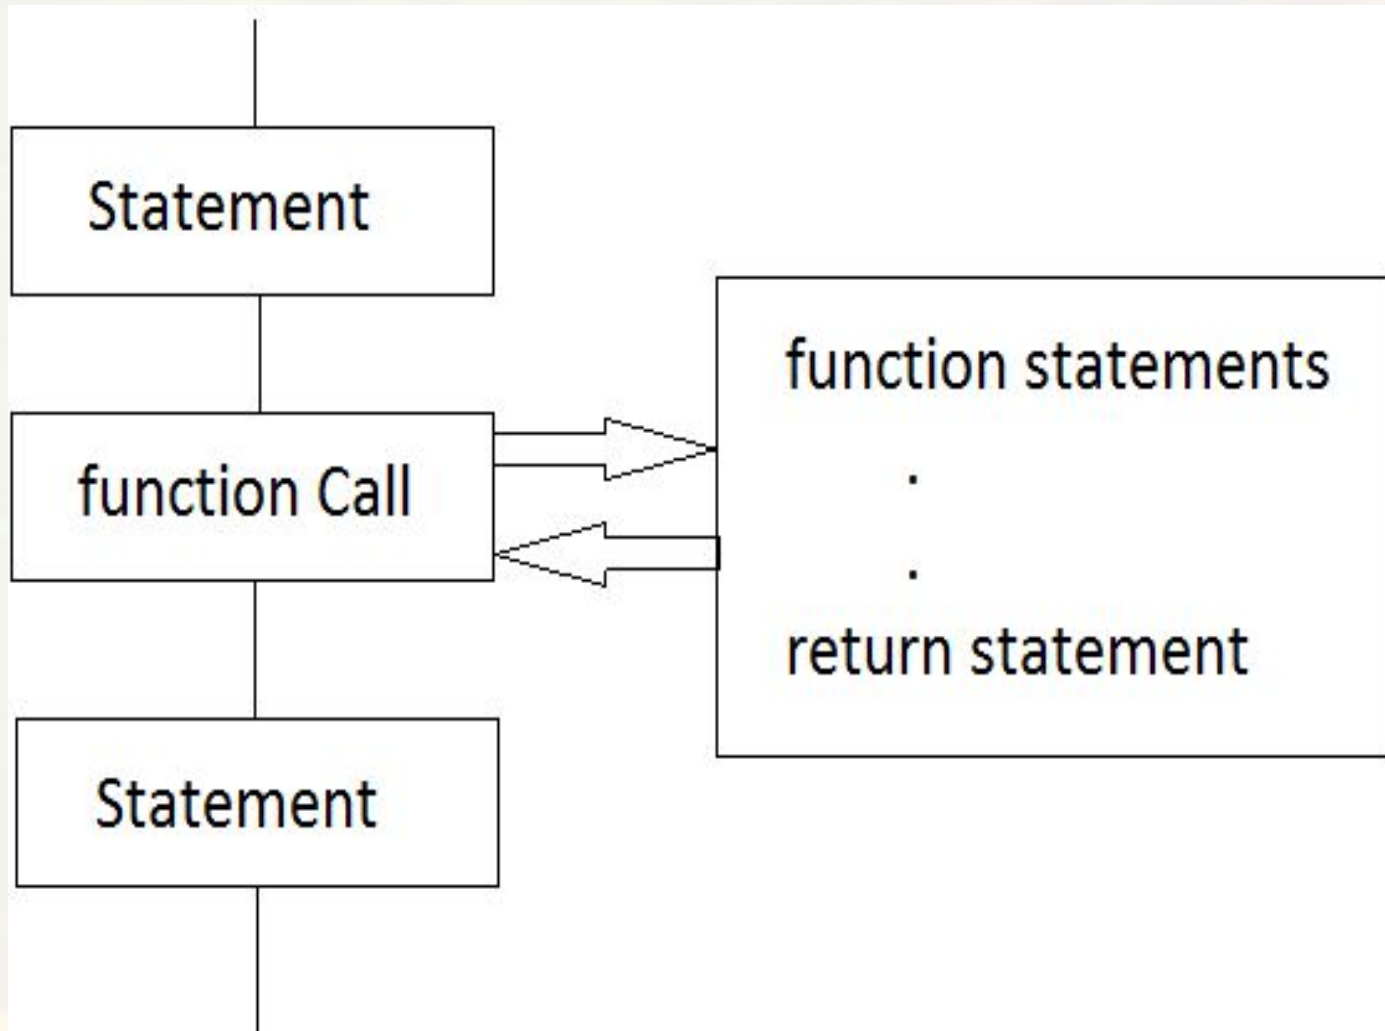 Statement
function Call
function statements
.
.
return statement
Statement